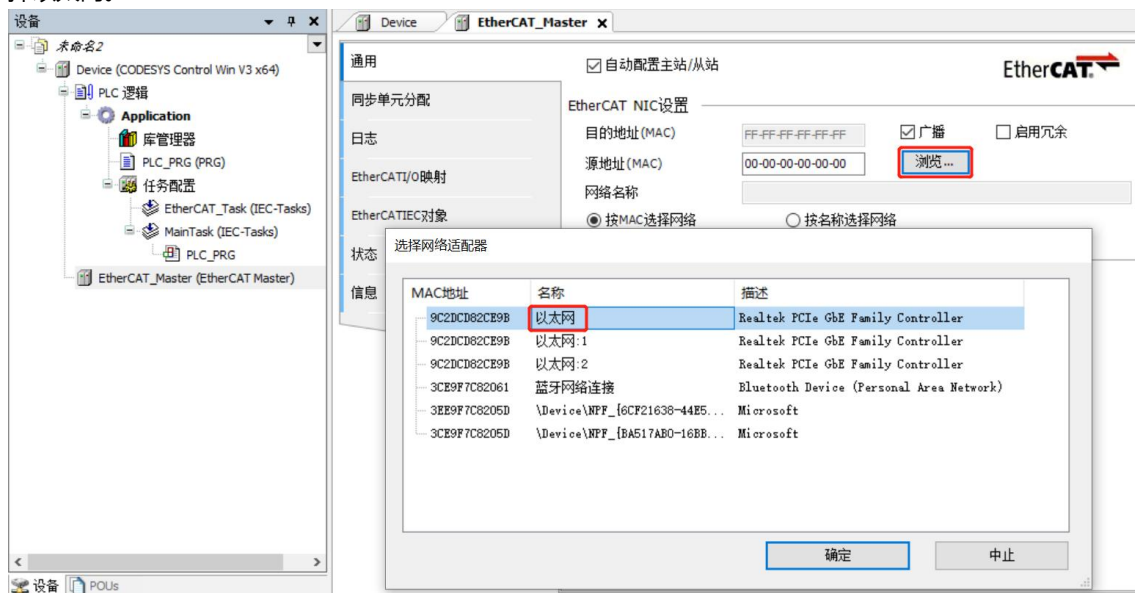 设备
未命名2
Device (CODESYS Control Win V3 x64)
PLC 逻辑
Application
库管理器
PLC_PRG (PRG)
任务配置
EtherCAT_Task (IEC-Tasks)
MainTask (IEC-Tasks)
PLC_PRG
EtherCAT_Master (EtherCAT Master)
设备 POUs
Device EtherCAT_Master
通用
同步单元分配
日志
EtherCATI/O映射
EtherCATIEC对象
状态
信息
自动配置主站/从站
EtherCAT
EtherCAT NIC设置
目的地址(MAC) FF-FF-FF-FF-FF-FF 广播 启用冗余
源地址(MAC) 00-00-00-00-00-00 浏览...
网络名称
按MAC选择网络 按名称选择网络
选择网络适配器
MAC地址 名称 描述
9C2DCD82CE9B 以太网 Realtek PCIe GbE Family Controller
9C2DCD82CE9B 以太网:1 Realtek PCIe GbE Family Controller
9C2DCD82CE9B 以太网:2 Realtek PCIe GbE Family Controller
3CE9F7C82061 蓝牙网络连接 Bluetooth Device (Personal Area Network)
3EE9F7C8205D \Device\NPF_{6CF21638-44E5... Microsoft
3CE9F7C8205D \Device\NPF_{BA517AB0-16BB... Microsoft
确定 中止